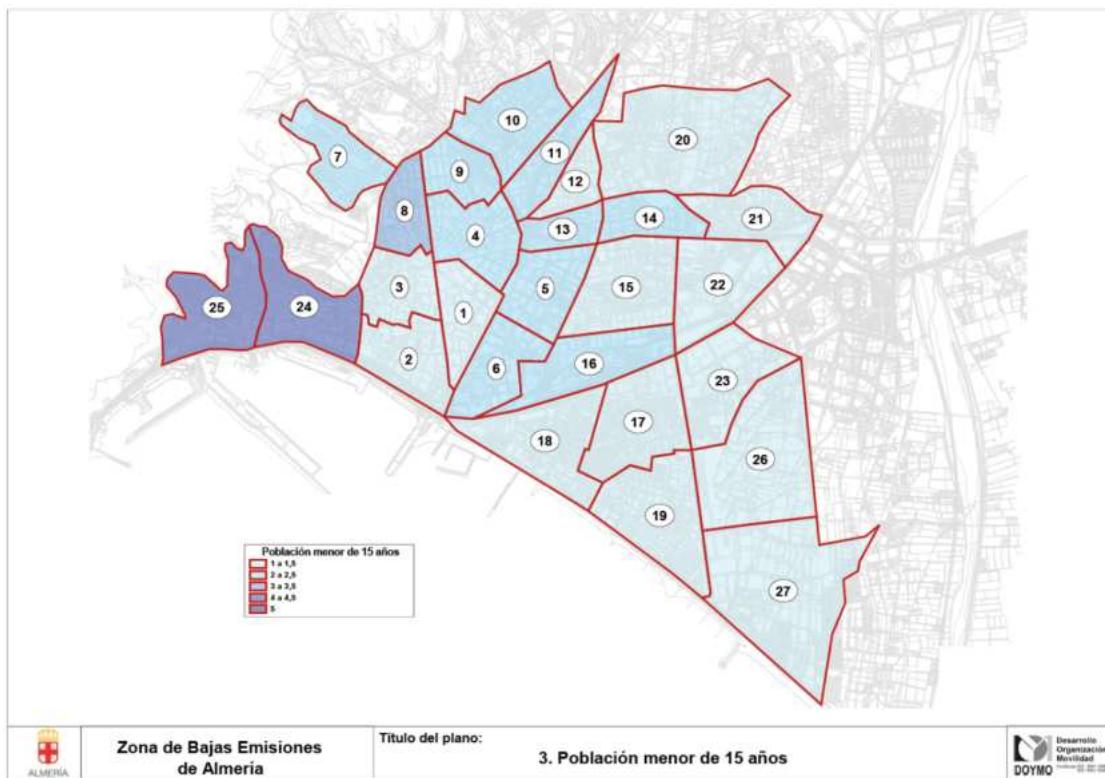 10
11
20
7
9
12
8
14
21
4
13
3
5
15
22
25
24
1
2
6
16
23
17
18
26
19
27
Población menor de 15 años
1 a 1,5
2 a 2,5
3 a 3,5
4 a 4,5
5
ALMERÍA
Zona de Bajas Emisiones
de Almería
Título del plano:
3. Población menor de 15 años
DOYMO
Desarrollo
Organización
Movilidad